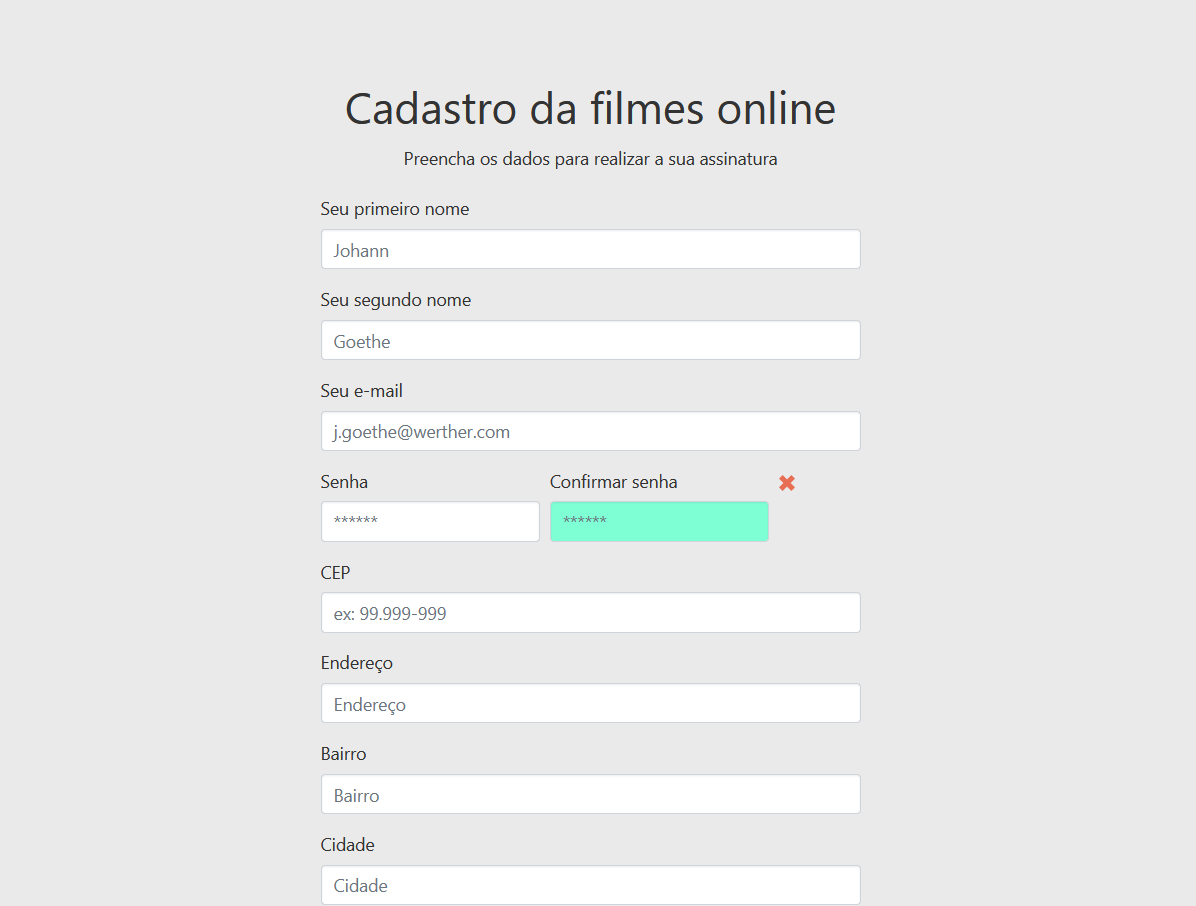 Cadastro da filmes online
Preencha os dados para realizar a sua assinatura
Seu primeiro nome
Johann
Seu segundo nome
Goethe
Seu e-mail
j.goethe@werther.com
Senha Confirmar senha
****** ******
CEP
ex: 99.999-999
Endereço
Endereço
Bairro
Bairro
Cidade
Cidade